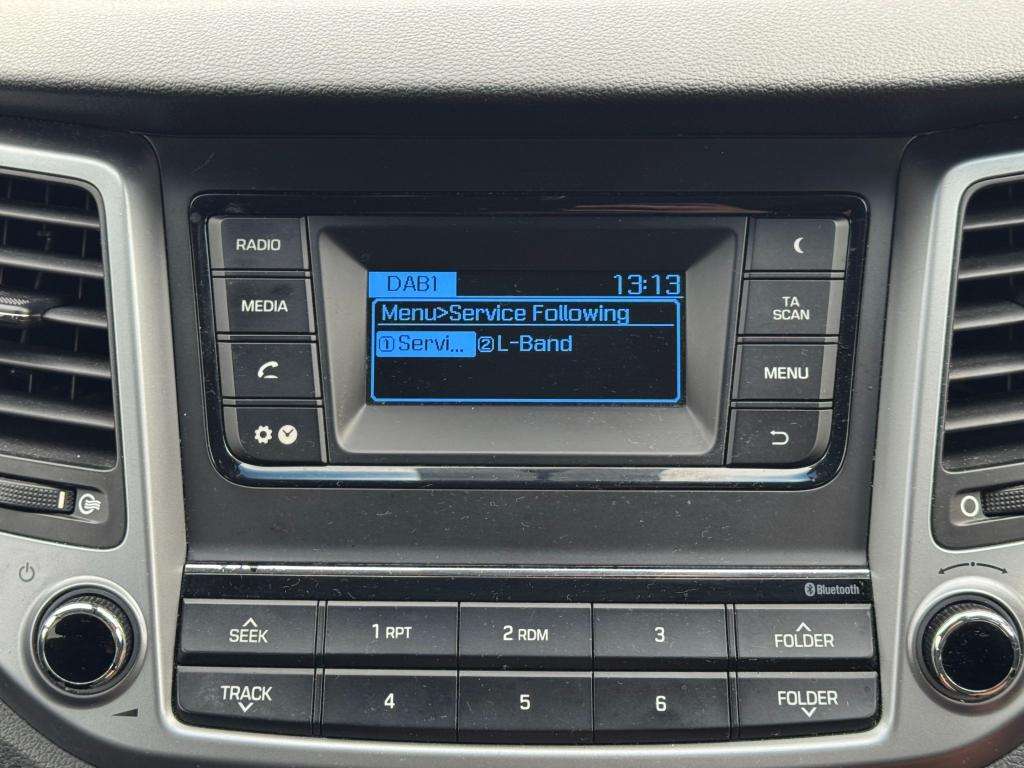 RADIO
MEDIA
DAB1 13:13
Menu>Service Following
①Servi... ②L-Band
TA
SCAN
MENU
Bluetooth
SEEK
1 RPT
2 RDM
3
FOLDER
TRACK
4
5
6
FOLDER